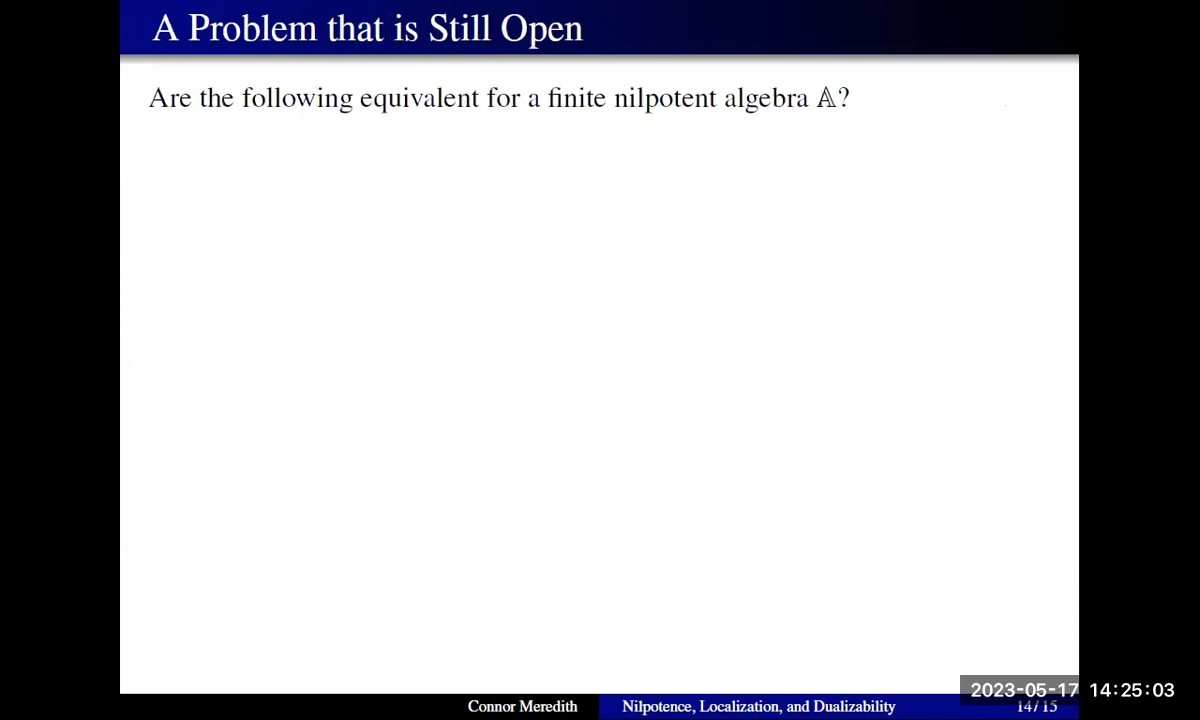 A Problem that is Still Open
Are the following equivalent for a finite nilpotent algebra 𝔸?
2023-05-17 14:25:03
Connor Meredith Nilpotence, Localization, and Dualizability 14/15